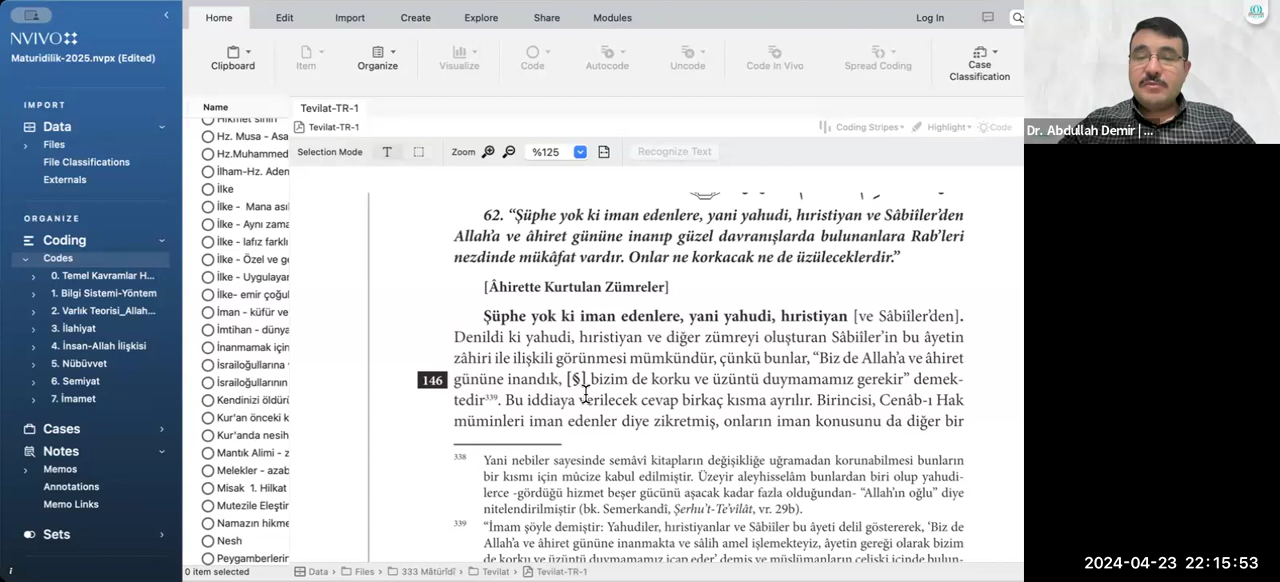 Home Edit Import Create Explore Share Modules Log In
NVIVO
Maturidilik-2025.nvpx (Edited)
Clipboard Item Organize Visualize Code Autocode Uncode Code In Vivo Spread Coding Case Classification
IMPORT
Data
Files
File Classifications
Externals
ORGANIZE
Coding
Codes
0. Temel Kavramlar H...
1. Bilgi Sistemi-Yöntem
2. Varlık Teorisi_Allah...
3. İlahiyat
4. İnsan-Allah İlişkisi
5. Nübüvvet
6. Semiyat
7. İmamet
Cases
Notes
Memos
Annotations
Memo Links
Sets
Name
Hikmet sınırı
Hz. Musa - Asa
Hz.Muhammed
İlham-Hz. Aden
İlke
İlke - Mana ası
İlke - Aynı zama
İlke - lafız farklı
İlke - Özel ve ge
İlke - Uygulayar
İlke- emir çoğul
İman - küfür ve
İmtihan - dünya
İnanmamak için
İsrailoğullarına
İsrailoğullarının
Kendinizi öldürü
Kur'an önceki k
Kur'anda nesih
Mantık Alimi - z
Melekler - azab
Misak 1. Hilkat
Mutezile Eleştir
Namazın hikme
Nesh
Peygamberlerin
0 item selected
Tevilat-TR-1
Tevilat-TR-1 Coding Stripes Highlight Code
Selection Mode T Zoom %125 Recognize Text
62. “Şüphe yok ki iman edenlere, yani yahudi, hıristiyan ve Sâbiîler’den
Allah’a ve âhiret gününe inanıp güzel davranışlarda bulunanlara Rab’leri
nezdinde mükâfat vardır. Onlar ne korkacak ne de üzüleceklerdir.”
[Âhirette Kurtulan Zümreler]
Şüphe yok ki iman edenlere, yani yahudi, hıristiyan [ve Sâbiîler’den].
Denildi ki yahudi, hıristiyan ve diğer zümreyi oluşturan Sâbiîler’in bu âyetin
zâhiri ile ilişkili görünmesi mümkündür, çünkü bunlar, “Biz de Allah’a ve âhiret
146 gününe inandık, [§] bizim de korku ve üzüntü duymamamız gerekir” demek-
tedir³³⁹. Bu iddiaya verilecek cevap birkaç kısma ayrılır. Birincisi, Cenâb-ı Hak
müminleri iman edenler diye zikretmiş, onların iman konusunu da diğer bir
338 Yani nebiler sayesinde semâvî kitapların değişikliğe uğramadan korunabilmesi bunların
bir kısmı için mûcize kabul edilmiştir. Üzeyir aleyhisselâm bunlardan biri olup yahudi-
lerce -gördüğü hizmet beşer gücünü aşacak kadar fazla olduğundan- “Allah’ın oğlu” diye
nitelendirilmiştir (bk. Semerkandî, Şerhu’t-Te’vîlât, vr. 29b).
339 “İmam şöyle demiştir: Yahudiler, hıristiyanlar ve Sâbiîler bu âyeti delil göstererek, ‘Biz de
Allah’a ve âhiret gününe inanmakta ve sâlih amel işlemekteyiz, âyetin gereği olarak bizim
de korku ve üzüntü duymamamız icap eder’ demiş ve müslümanların çelişki içinde bulun-
Data Files 333 Mâtürîdî Tevilat Tevilat-TR-1
Dr. Abdullah Demir | ...
2024-04-23 22:15:53